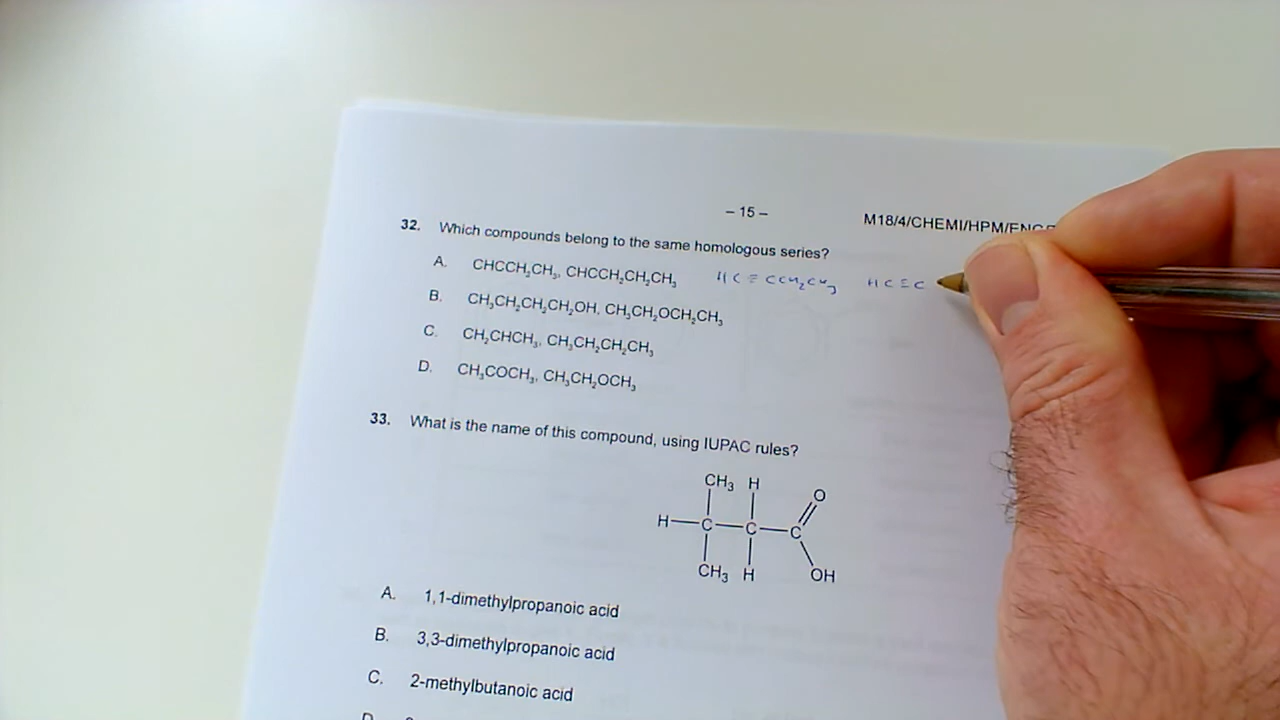 – 15 –
M18/4/CHEMI/HPM/ENG
32. Which compounds belong to the same homologous series?
A. CHCCH₂CH₃, CHCCH₂CH₂CH₃ HC≡CCH₂CH₃ HC≡C
B. CH₃CH₂CH₂CH₂OH, CH₃CH₂OCH₂CH₃
C. CH₂CHCH₃, CH₃CH₂CH₂CH₃
D. CH₃COCH₃, CH₃CH₂OCH₃
33. What is the name of this compound, using IUPAC rules?
CH₃ H
O
H C C C
CH₃ H OH
A. 1,1-dimethylpropanoic acid
B. 3,3-dimethylpropanoic acid
C. 2-methylbutanoic acid
D.